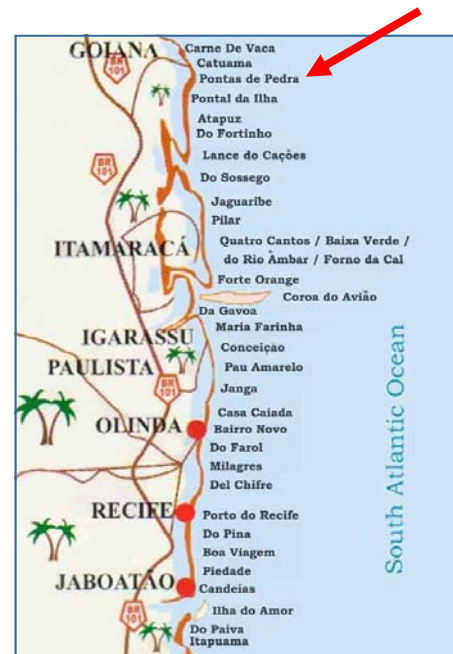 GOIANA
BR
101
Carne De Vaca
Catuama
Pontas de Pedra
Pontal da Ilha
Atapuz
Do Fortinho
BR
101
Lance do Cações
Do Sossego
Jaguaribe
Pilar
ITAMARACÁ
Quatro Cantos / Baixa Verde /
do Rio Àmbar / Forno da Cal
Forte Orange
Coroa do Avião
Da Gavoa
Maria Farinha
IGARASSU
Conceição
PAULISTA
Pau Amarelo
BR
101
Janga
Casa Caiada
OLINDA
Bairro Novo
Do Farol
Milagres
Del Chifre
RECIFE
Porto do Recife
Do Pina
Boa Viagem
Piedade
JABOATÃO
Candeias
BR
101
Ilha do Amor
Do Paiva
Itapuama
South Atlantic Ocean